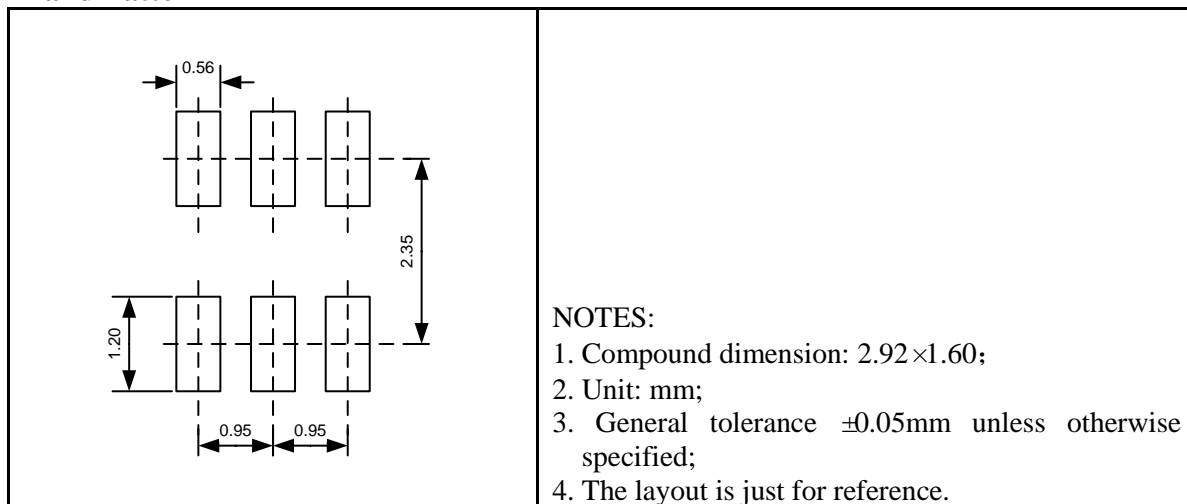 0.56
2.35
1.20
0.95 0.95
NOTES:
1. Compound dimension: 2.92×1.60;
2. Unit: mm;
3. General tolerance ±0.05mm unless otherwise
specified;
4. The layout is just for reference.